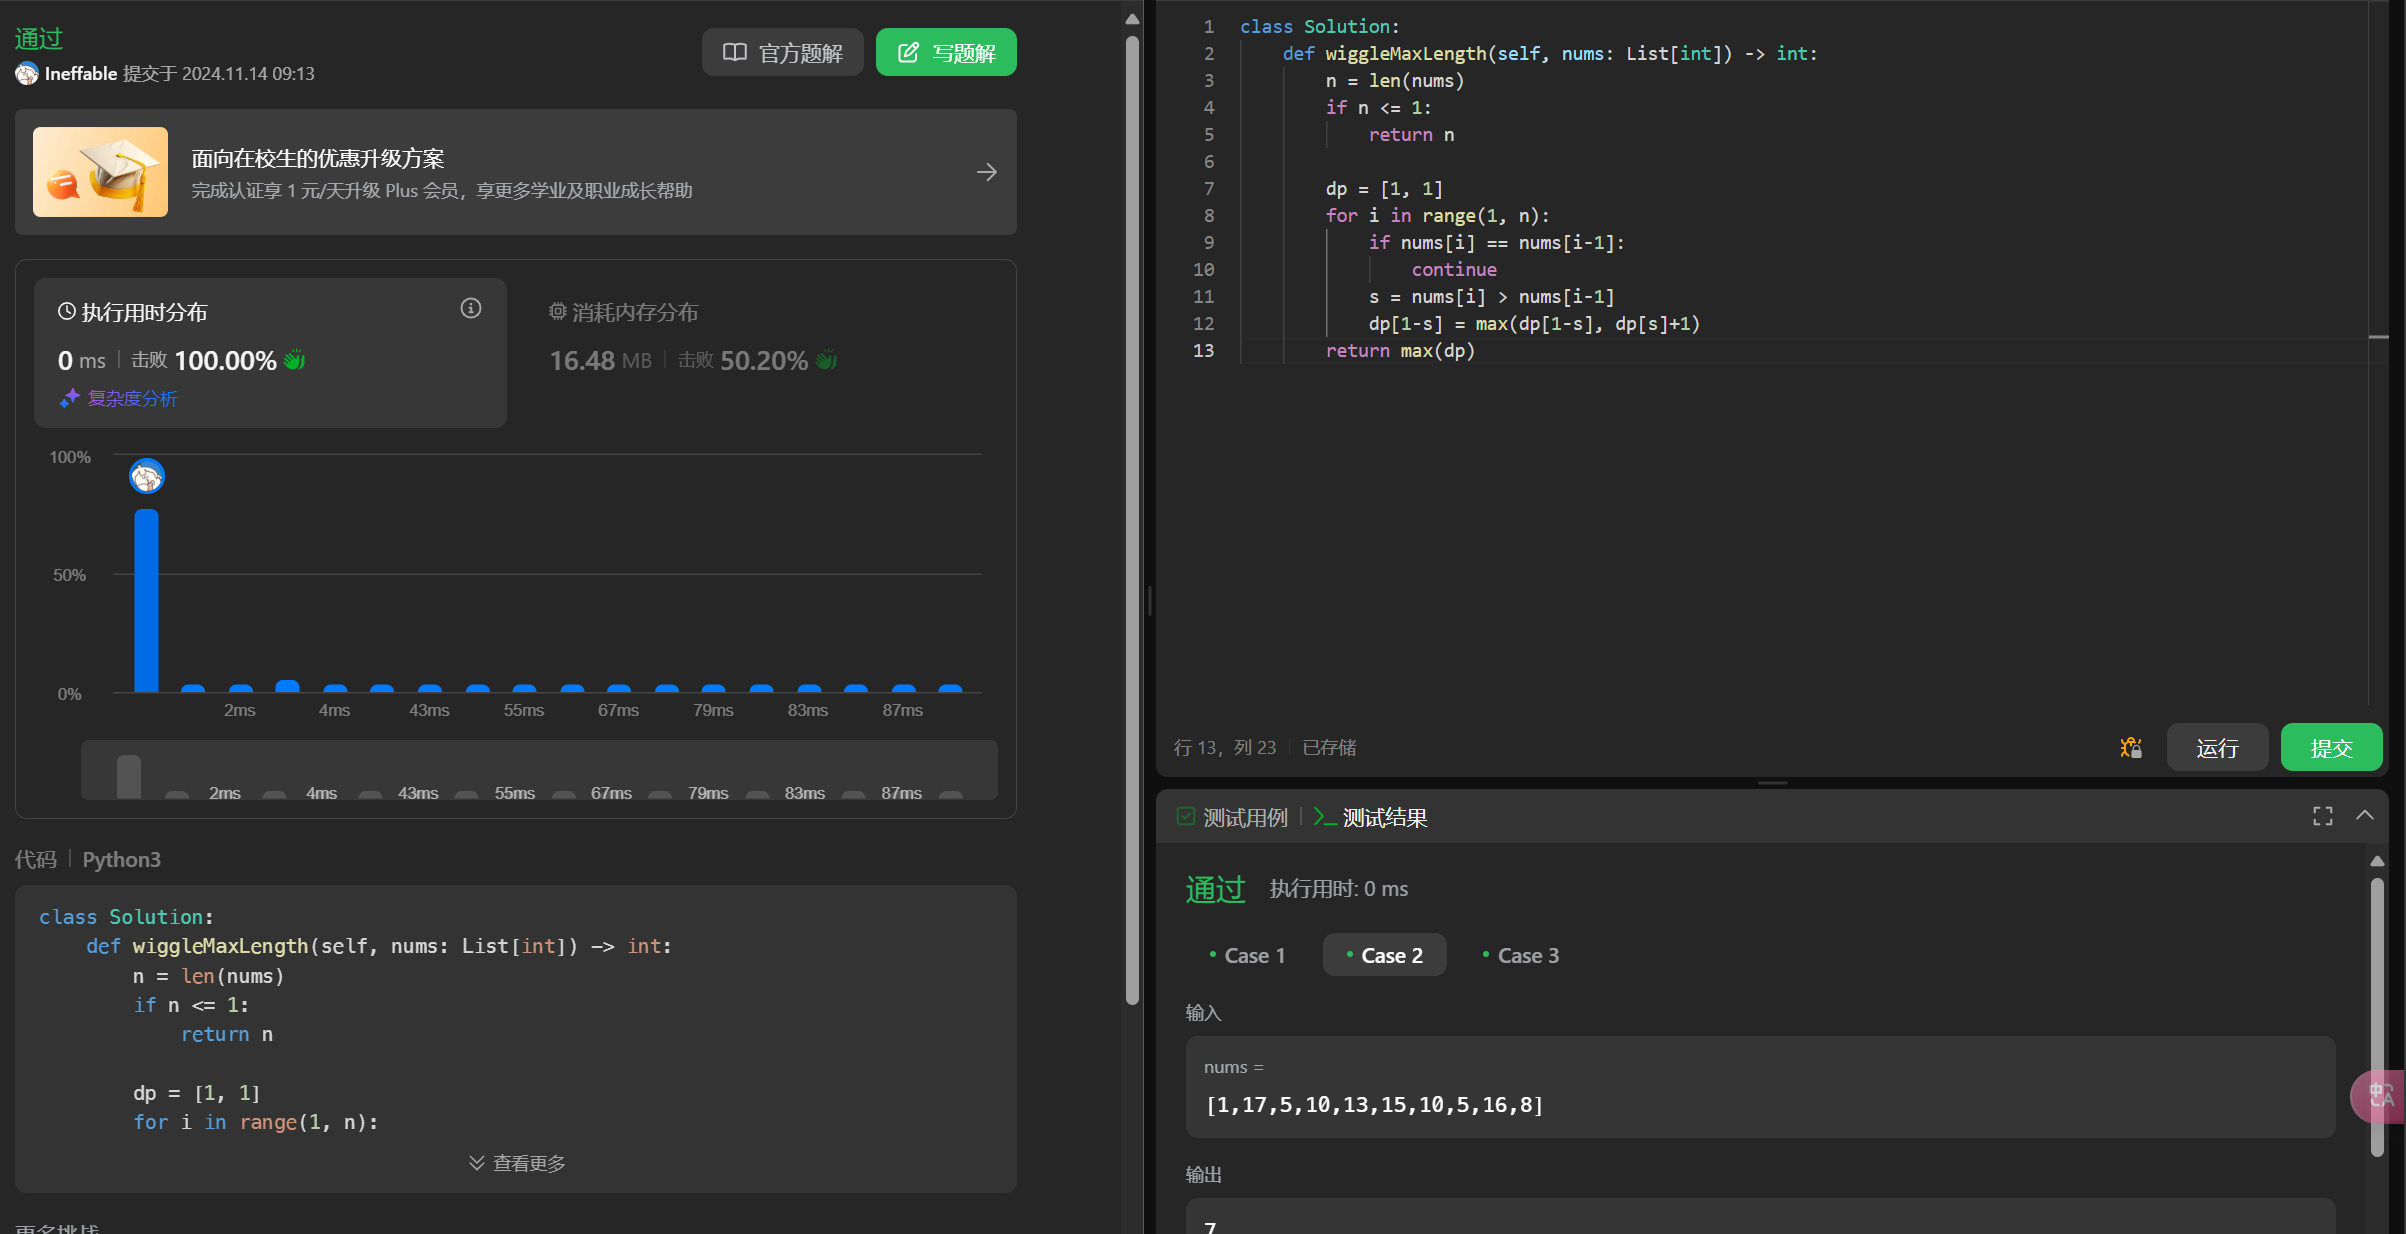 通过
Ineffable 提交于 2024.11.14 09:13
官方题解
写题解
面向在校生的优惠升级方案
完成认证享 1 元/天升级 Plus 会员，享更多学业及职业成长帮助
执行用时分布
0 ms | 击败 100.00%
复杂度分析
消耗内存分布
16.48 MB | 击败 50.20%
100%
50%
0%
2ms 4ms 43ms 55ms 67ms 79ms 83ms 87ms
2ms 4ms 43ms 55ms 67ms 79ms 83ms 87ms
代码 | Python3
class Solution:
    def wiggleMaxLength(self, nums: List[int]) -> int:
        n = len(nums)
        if n <= 1:
            return n
        dp = [1, 1]
        for i in range(1, n):
查看更多
更多挑战
1 class Solution:
2     def wiggleMaxLength(self, nums: List[int]) -> int:
3         n = len(nums)
4         if n <= 1:
5             return n
6
7         dp = [1, 1]
8         for i in range(1, n):
9             if nums[i] == nums[i-1]:
10                 continue
11             s = nums[i] > nums[i-1]
12             dp[1-s] = max(dp[1-s], dp[s]+1)
13         return max(dp)
行 13，列 23 | 已存储
运行
提交
测试用例 | 测试结果
通过 执行用时: 0 ms
Case 1 Case 2 Case 3
输入
nums =
[1,17,5,10,13,15,10,5,16,8]
输出
7